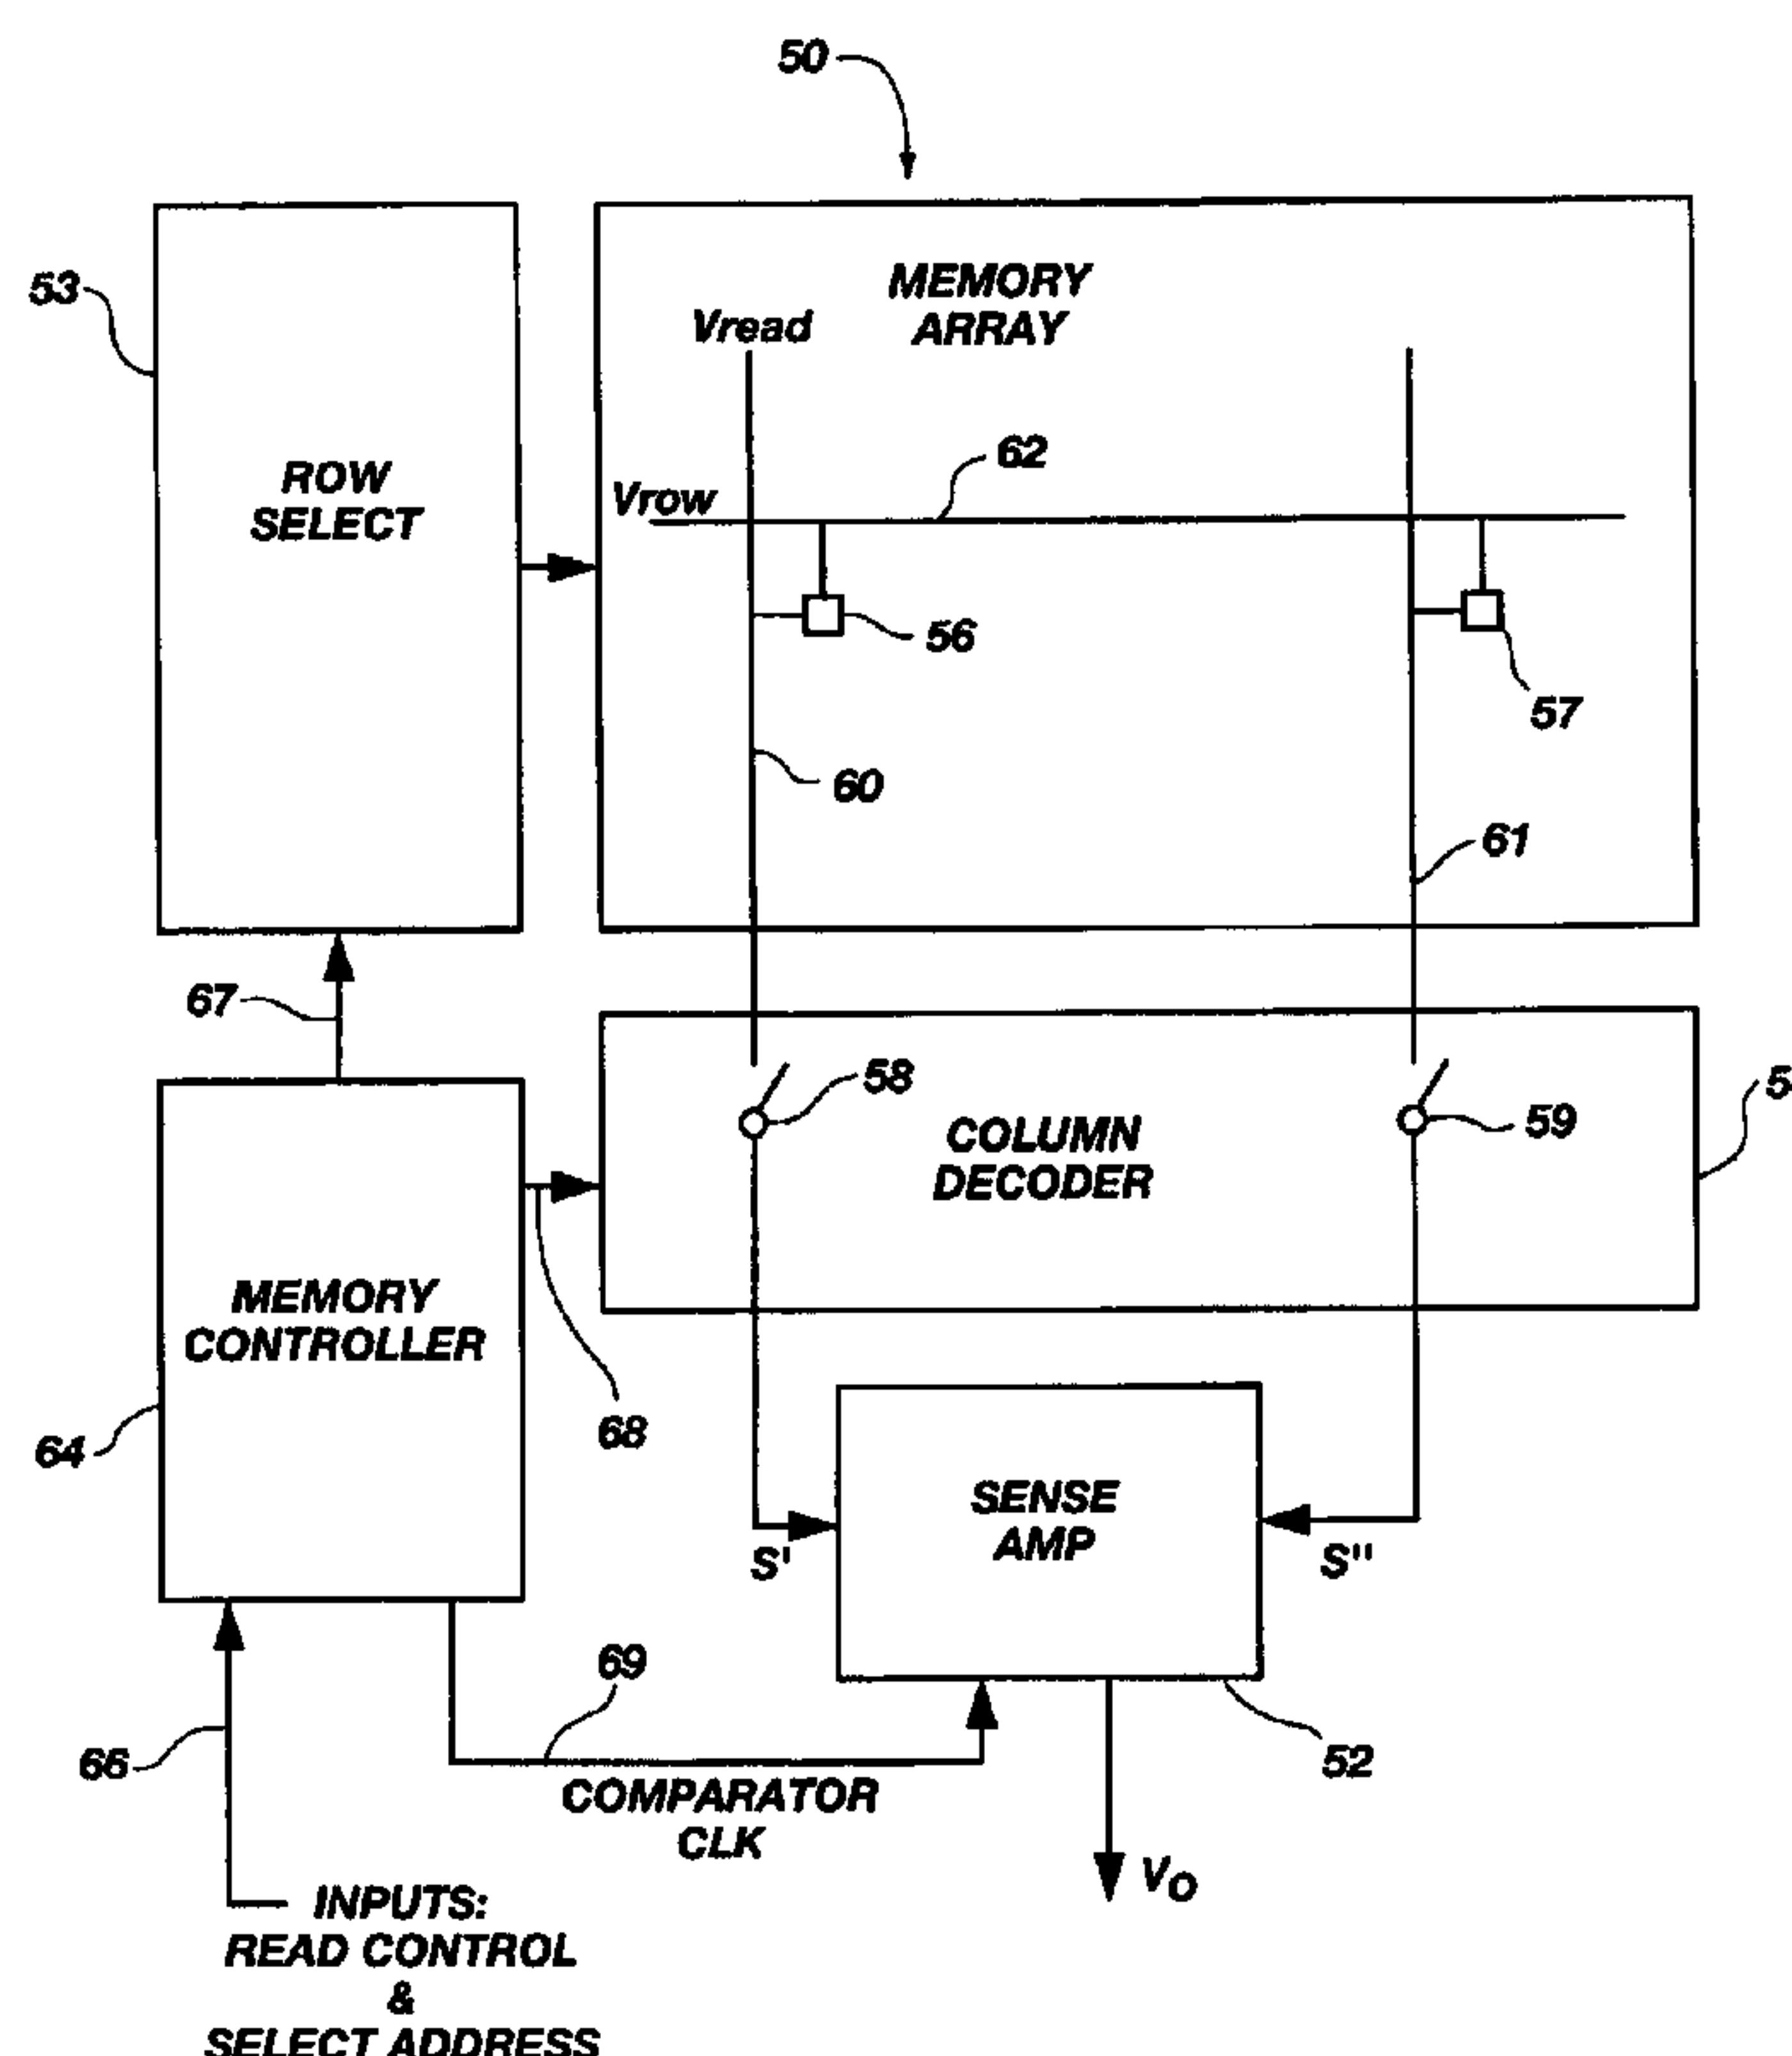 50
53
MEMORY
ARRAY
Vread
62
Vrow
ROW
SELECT
56
57
60
61
67
58
59
COLUMN
DECODER
MEMORY
CONTROLLER
64
68
SENSE
AMP
S'
S"
69
66
52
COMPARATOR
CLK
VO
INPUTS:
READ CONTROL
&
SELECT ADDRESS